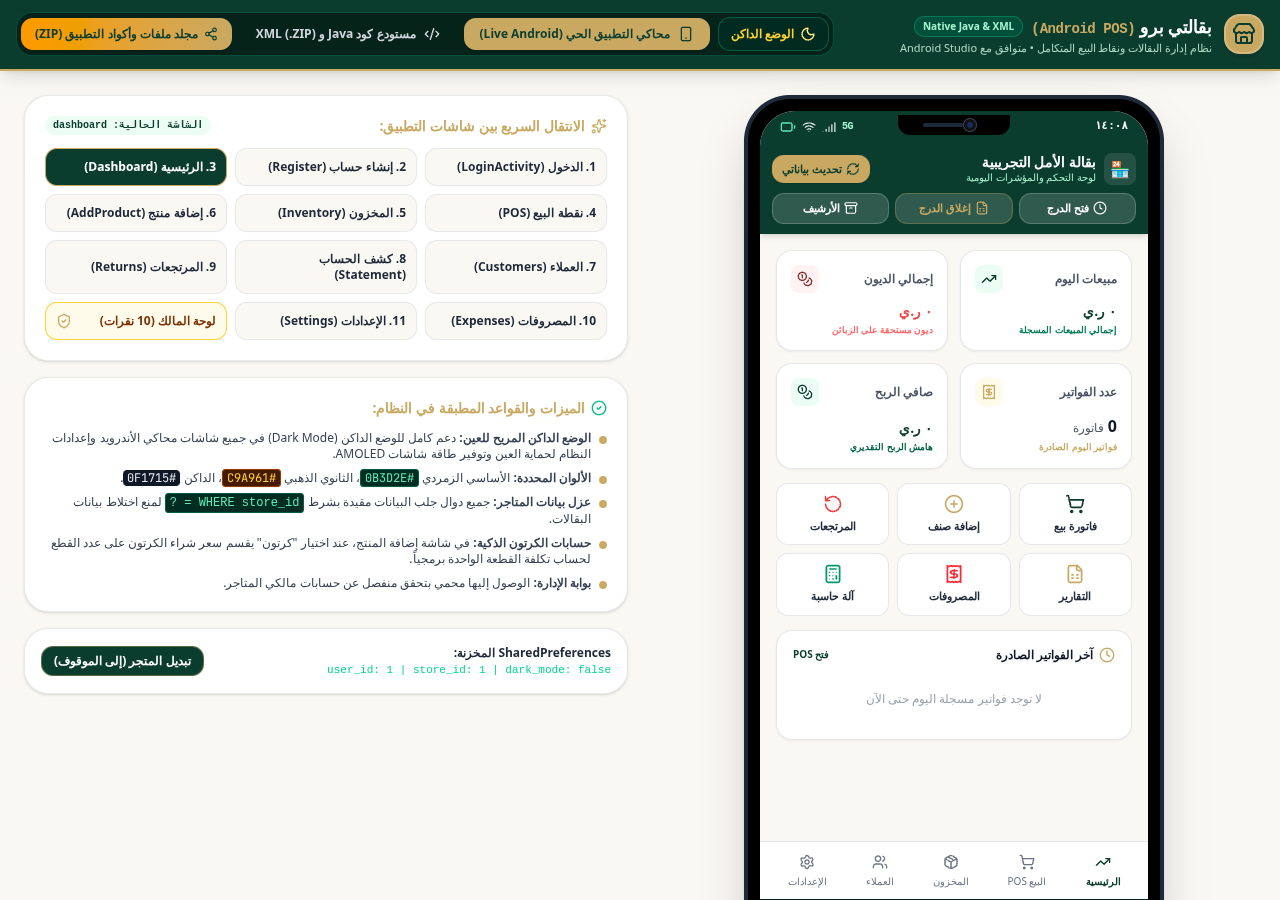 بقالتي برو (Android POS) Native Java & XML
نظام إدارة البقالات ونقاط البيع المتكامل • متوافق مع Android Studio
الوضع الداكن
محاكي التطبيق الحي (Live Android)
مستودع كود Java و XML (.ZIP)
مجلد ملفات وأكواد التطبيق (ZIP)
١٤:٠٨
5G
بقالة الأمل التجريبية
لوحة التحكم والمؤشرات اليومية
تحديث بياناتي
فتح الدرج
إغلاق الدرج
الأرشيف
مبيعات اليوم
٠ ر.ي
إجمالي المبيعات المسجلة
إجمالي الديون
٠ ر.ي
ديون مستحقة على الزبائن
عدد الفواتير
0 فاتورة
فواتير اليوم الصادرة
صافي الربح
٠ ر.ي
هامش الربح التقديري
فاتورة بيع
إضافة صنف
المرتجعات
التقارير
المصروفات
آلة حاسبة
آخر الفواتير الصادرة
فتح POS
لا توجد فواتير مسجلة اليوم حتى الآن
الرئيسية
البيع POS
المخزون
العملاء
الإعدادات
الانتقال السريع بين شاشات التطبيق:
الشاشة الحالية: dashboard
1. الدخول (LoginActivity)
2. إنشاء حساب (Register)
3. الرئيسية (Dashboard)
4. نقطة البيع (POS)
5. المخزون (Inventory)
6. إضافة منتج (AddProduct)
7. العملاء (Customers)
8. كشف الحساب
(Statement)
9. المرتجعات (Returns)
10. المصروفات (Expenses)
11. الإعدادات (Settings)
لوحة المالك (10 نقرات)
الميزات والقواعد المطبقة في النظام:
الوضع الداكن المريح للعين: دعم كامل للوضع الداكن (Dark Mode) في جميع شاشات محاكي الأندرويد وإعدادات
النظام لحماية العين وتوفير طاقة شاشات AMOLED.
الألوان المحددة: الأساسي الزمردي #0B3D2E، الثانوي الذهبي #C9A961، الداكن #0F1715.
عزل بيانات المتاجر: جميع دوال جلب البيانات مقيدة بشرط WHERE store_id = ? لمنع اختلاط بيانات
البقالات.
حسابات الكرتون الذكية: في شاشة إضافة المنتج، عند اختيار "كرتون" يقسم سعر شراء الكرتون على عدد القطع
لحساب تكلفة القطعة الواحدة برمجياً.
بوابة الإدارة: الوصول إليها محمي بتحقق منفصل عن حسابات مالكي المتاجر.
SharedPreferences المخزنة:
user_id: 1 | store_id: 1 | dark_mode: false
تبديل المتجر (إلى الموقوف)